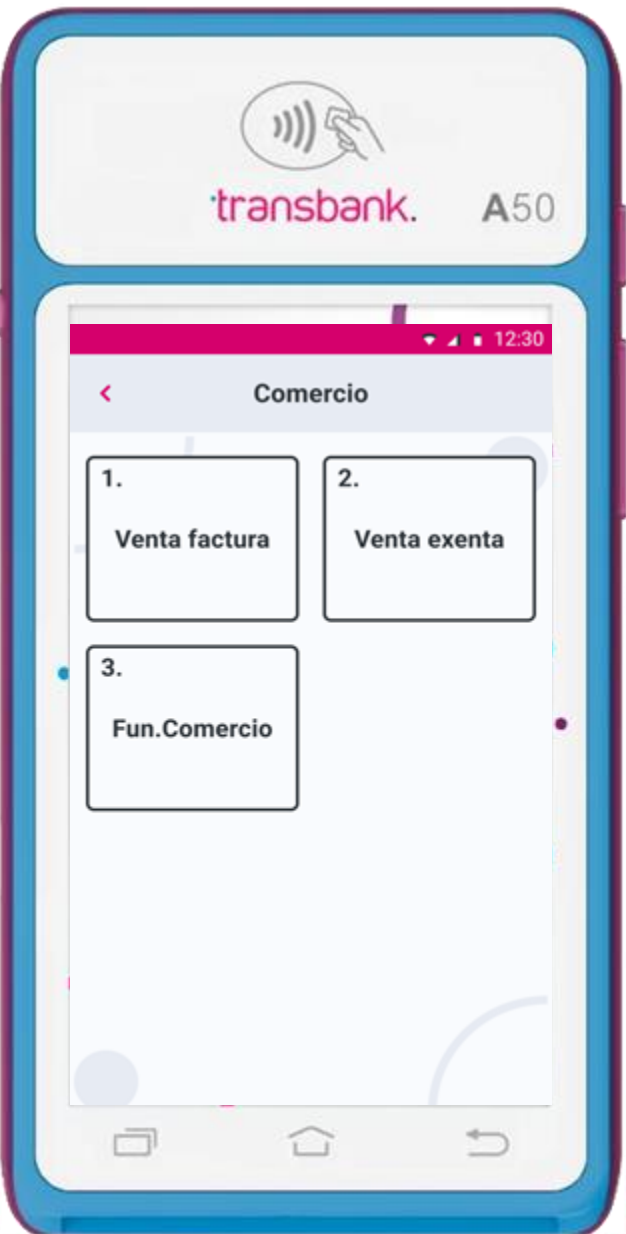 transbank.
A50
12:30
Comercio
1.
Venta factura
2.
Venta exenta
3.
Fun.Comercio